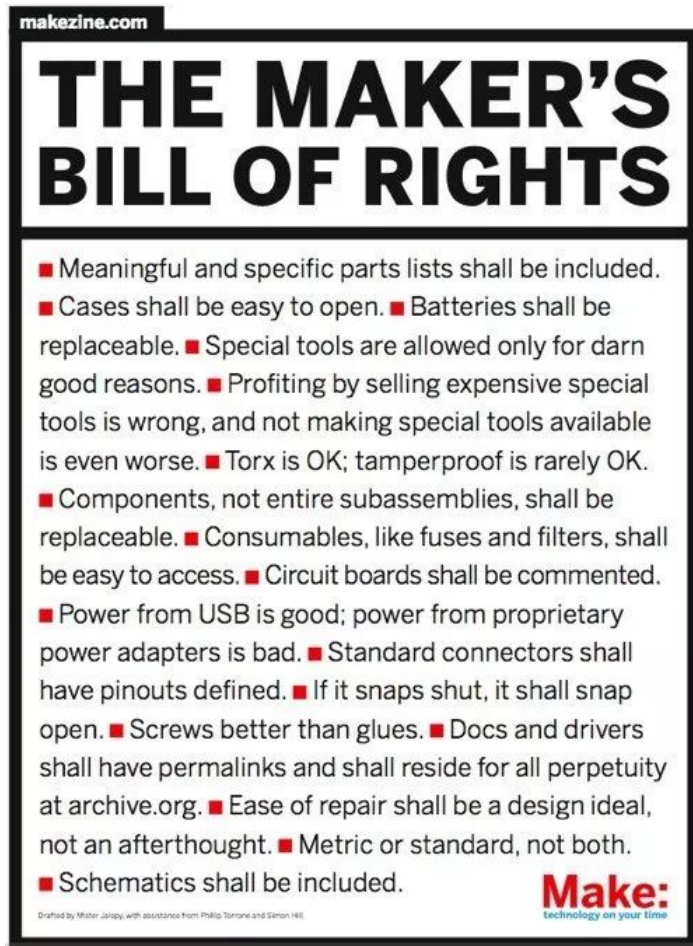 makezine.com
THE MAKER'S
BILL OF RIGHTS
■ Meaningful and specific parts lists shall be included.
■ Cases shall be easy to open. ■ Batteries shall be
replaceable. ■ Special tools are allowed only for darn
good reasons. ■ Profiting by selling expensive special
tools is wrong, and not making special tools available
is even worse. ■ Torx is OK; tamperproof is rarely OK.
■ Components, not entire subassemblies, shall be
replaceable. ■ Consumables, like fuses and filters, shall
be easy to access. ■ Circuit boards shall be commented.
■ Power from USB is good; power from proprietary
power adapters is bad. ■ Standard connectors shall
have pinouts defined. ■ If it snaps shut, it shall snap
open. ■ Screws better than glues. ■ Docs and drivers
shall have permalinks and shall reside for all perpetuity
at archive.org. ■ Ease of repair shall be a design ideal,
not an afterthought. ■ Metric or standard, not both.
■ Schematics shall be included.
Make:
technology on your time
Drafted by Mister Jalopy, with assistance from Phillip Torrone and Simon Hill.